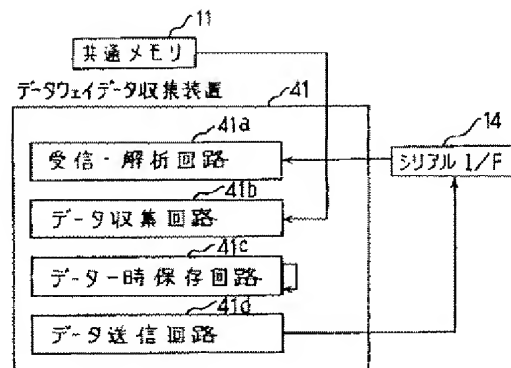 11
共通メモリ
データウェイデータ収集装置
41
41a
受信・解析回路
14
シリアル I/F
41b
データ収集回路
41c
データ一時保存回路
41d
データ送信回路